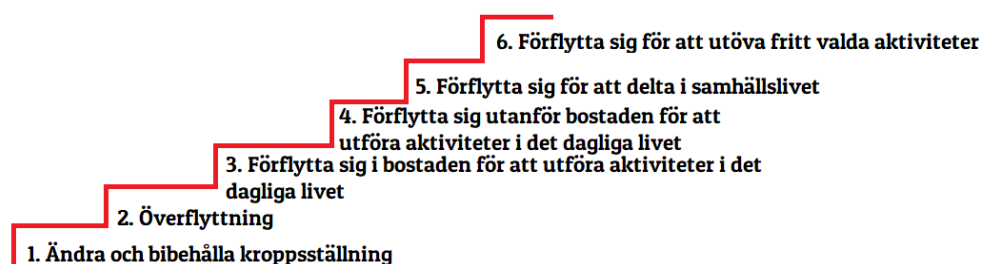 6. Förflytta sig för att utöva fritt valda aktiviteter
5. Förflytta sig för att delta i samhällslivet
4. Förflytta sig utanför bostaden för att
utföra aktiviteter i det dagliga livet
3. Förflytta sig i bostaden för att utföra aktiviteter i det
dagliga livet
2. Överflyttning
1. Ändra och bibehålla kroppsställning